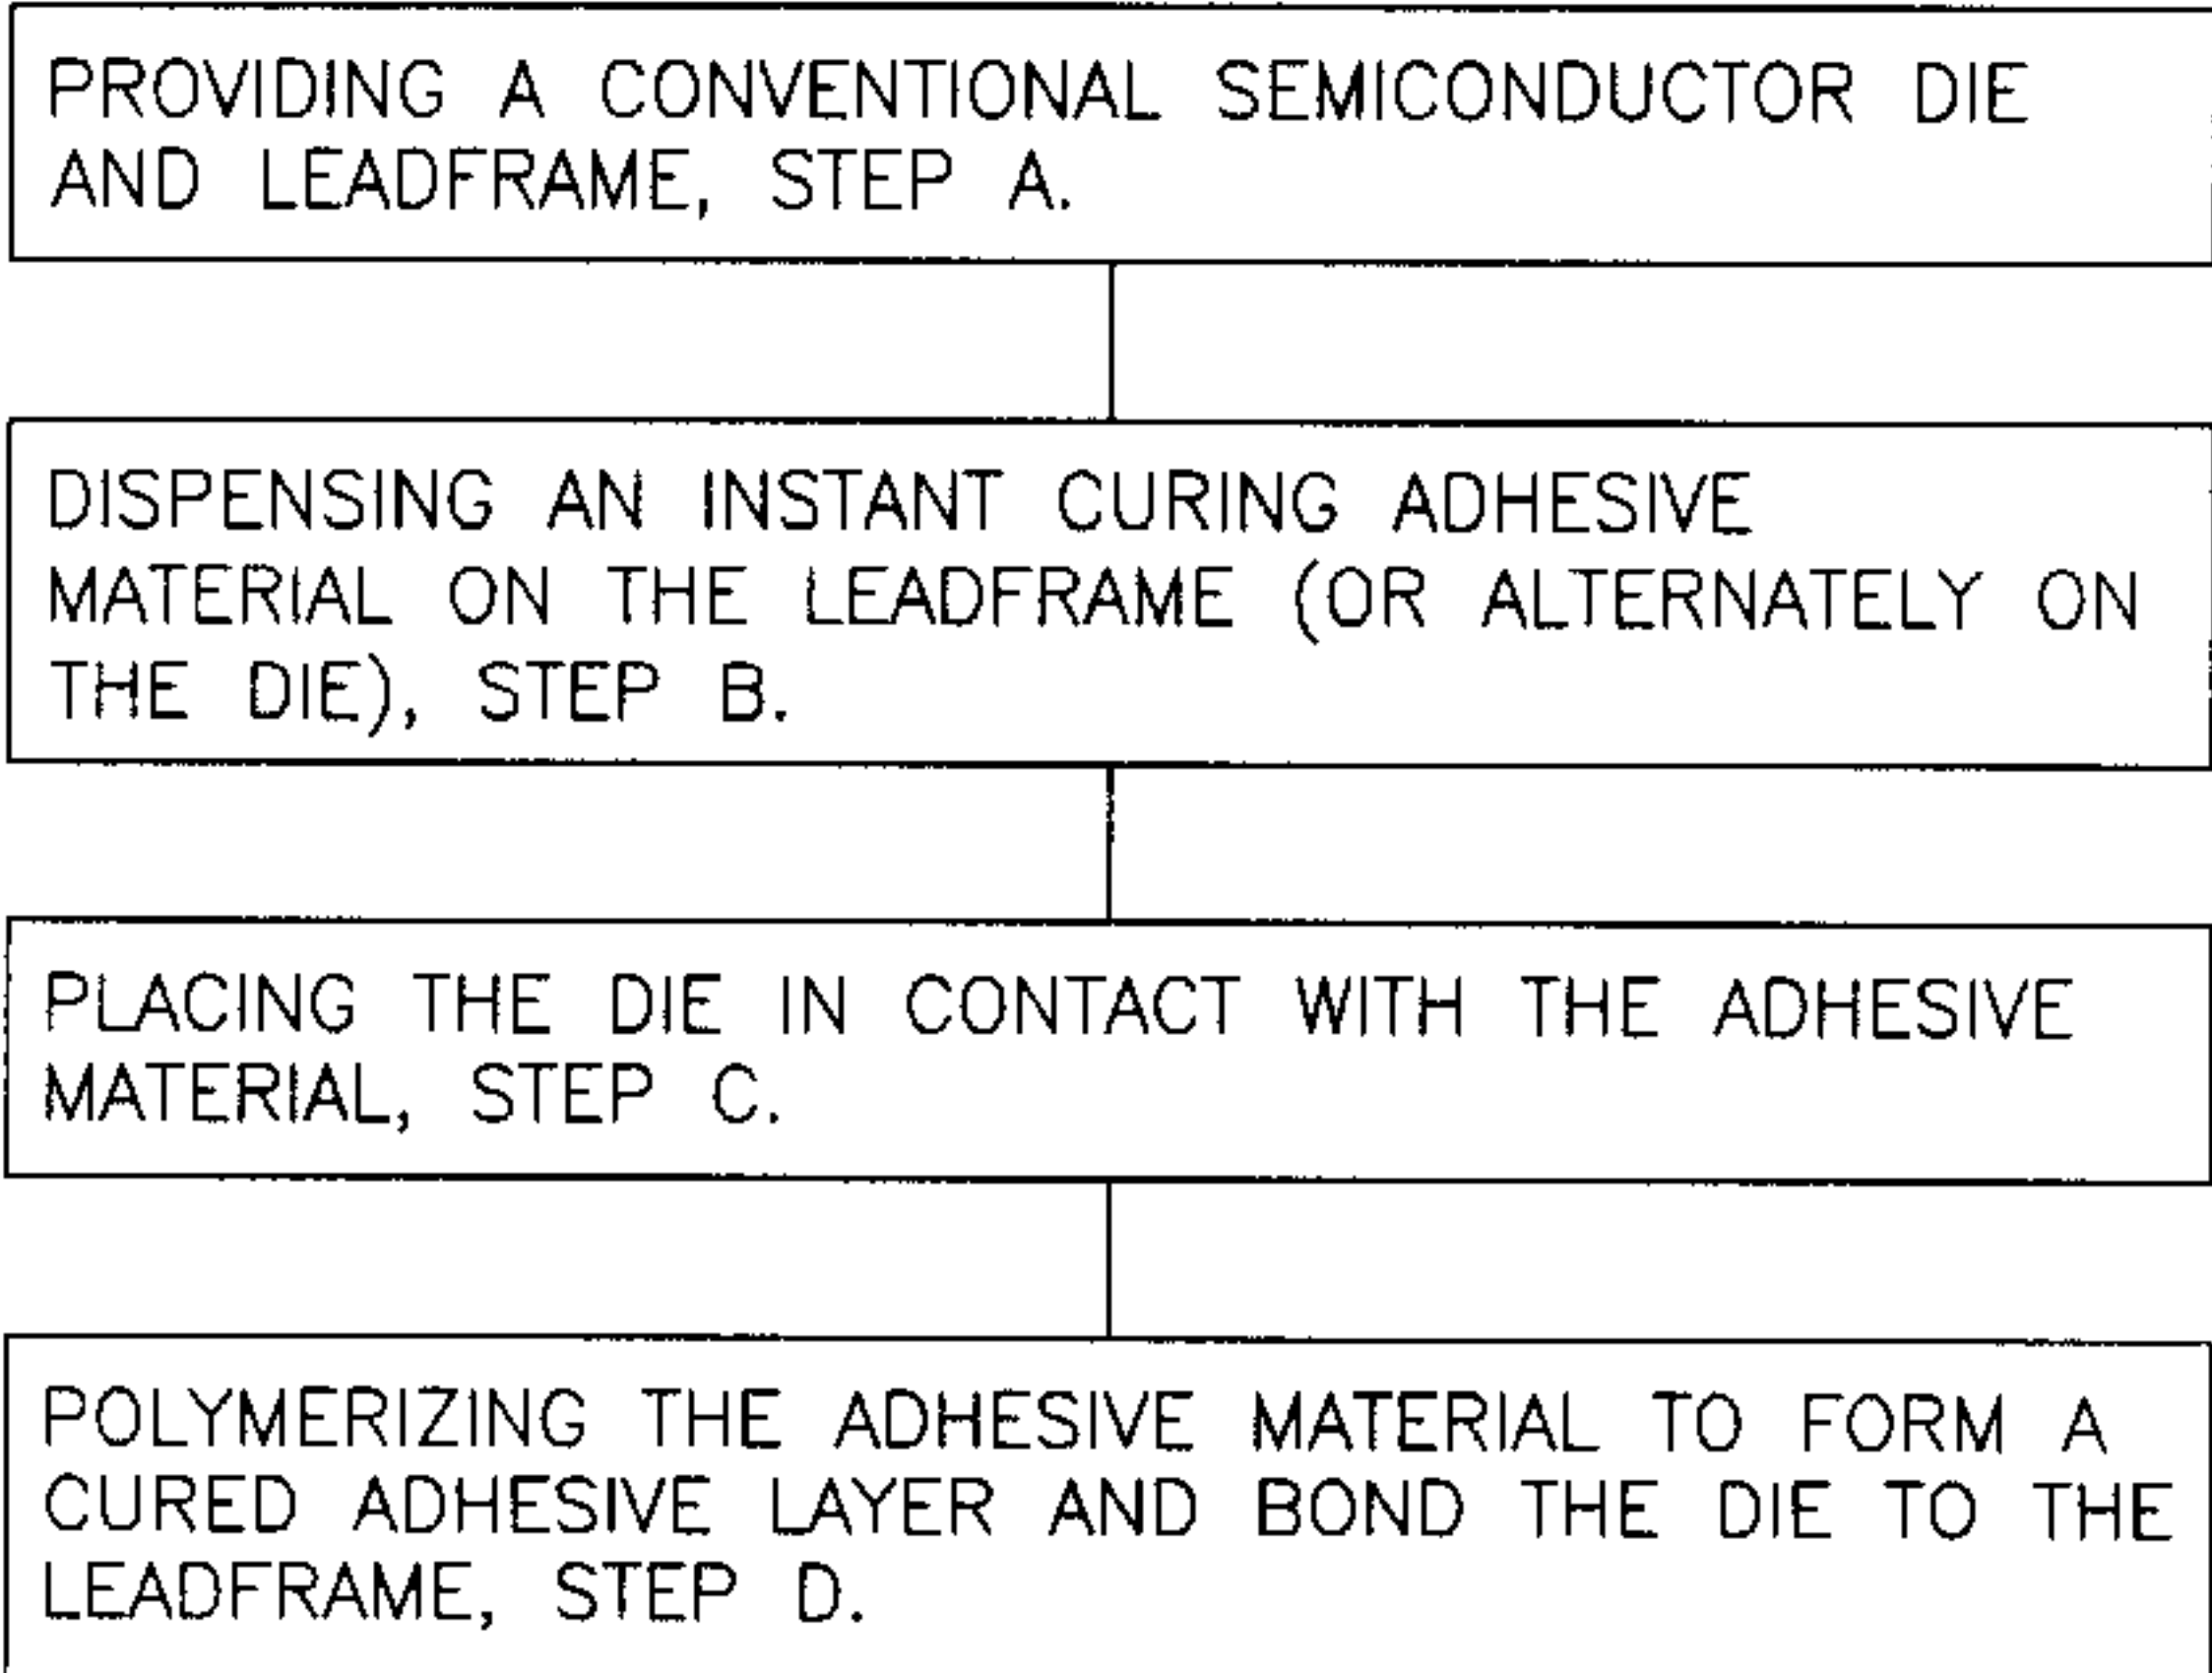 PROVIDING A CONVENTIONAL SEMICONDUCTOR DIE
AND LEADFRAME, STEP A.
DISPENSING AN INSTANT CURING ADHESIVE
MATERIAL ON THE LEADFRAME (OR ALTERNATELY ON
THE DIE), STEP B.
PLACING THE DIE IN CONTACT WITH THE ADHESIVE
MATERIAL, STEP C.
POLYMERIZING THE ADHESIVE MATERIAL TO FORM A
CURED ADHESIVE LAYER AND BOND THE DIE TO THE
LEADFRAME, STEP D.